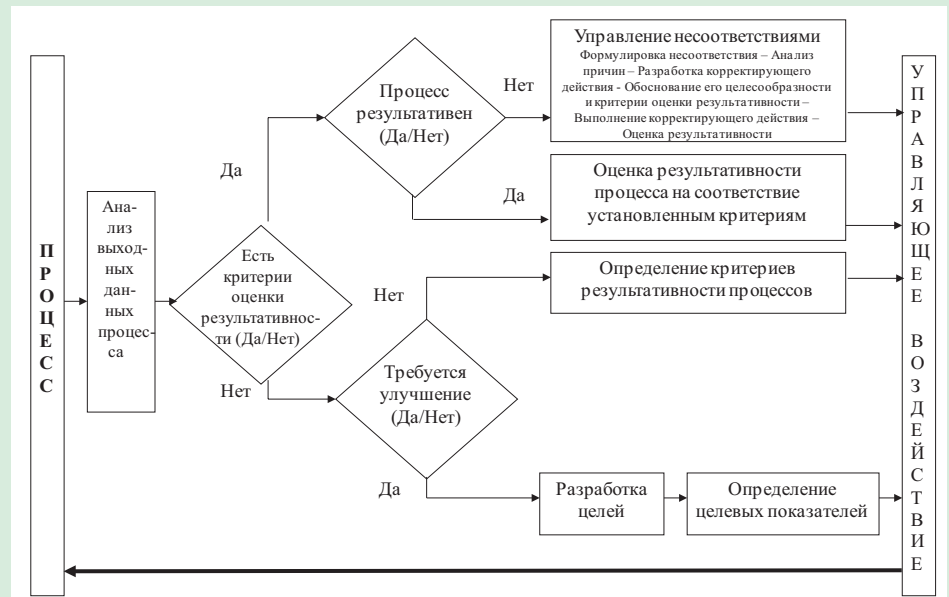 ПРОЦЕСС
Ана-
лиз
выход-
ных
дан-
ных
процес-
са
Есть
критерии
оценки
результативнос-
ти (Да/Нет)
Да
Нет
Процесс
результативен
(Да/Нет)
Нет
Да
Управление несоответствиями
Формулировка несоответствия – Анализ
причин – Разработка корректирующего
действия - Обоснование его целесообразности
и критерии оценки результативности –
Выполнение корректирующего действия –
Оценка результативности
Оценка результативности
процесса на соответствие
установленным критериям
Требуется
улучшение
(Да/Нет)
Нет
Да
Определение критериев
результативности процессов
Разработка
целей
Определение
целевых показателей
УПРАВЛЯЮЩЕЕ ВОЗДЕЙСТВИЕ